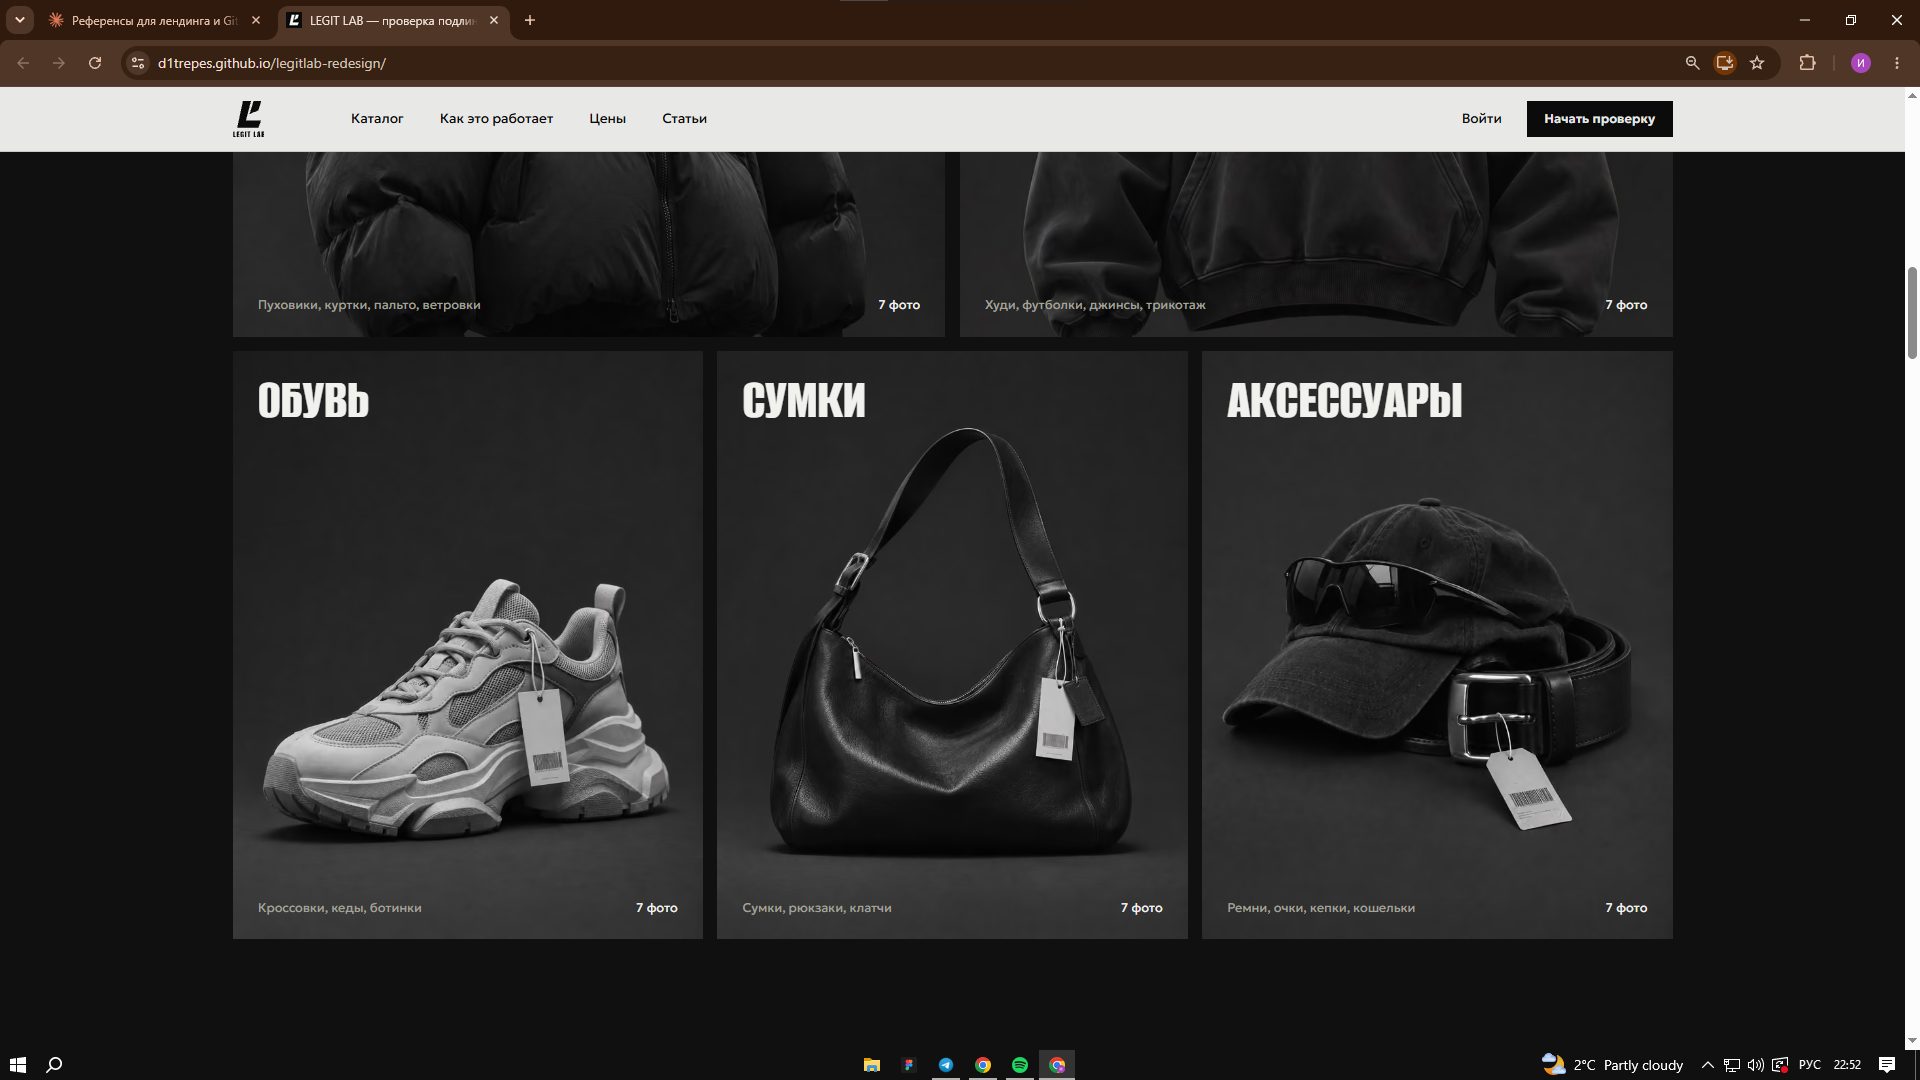 Референсы для лендинга и Git
LEGIT LAB — проверка подлин
d1trepes.github.io/legitlab-redesign/
И
LEGIT LAB
Каталог
Как это работает
Цены
Статьи
Войти
Начать проверку
Пуховики, куртки, пальто, ветровки
7 фото
Худи, футболки, джинсы, трикотаж
7 фото
ОБУВЬ
СУМКИ
АКСЕССУАРЫ
Кроссовки, кеды, ботинки
7 фото
Сумки, рюкзаки, клатчи
7 фото
Ремни, очки, кепки, кошельки
7 фото
2°C Partly cloudy
РУС
22:52